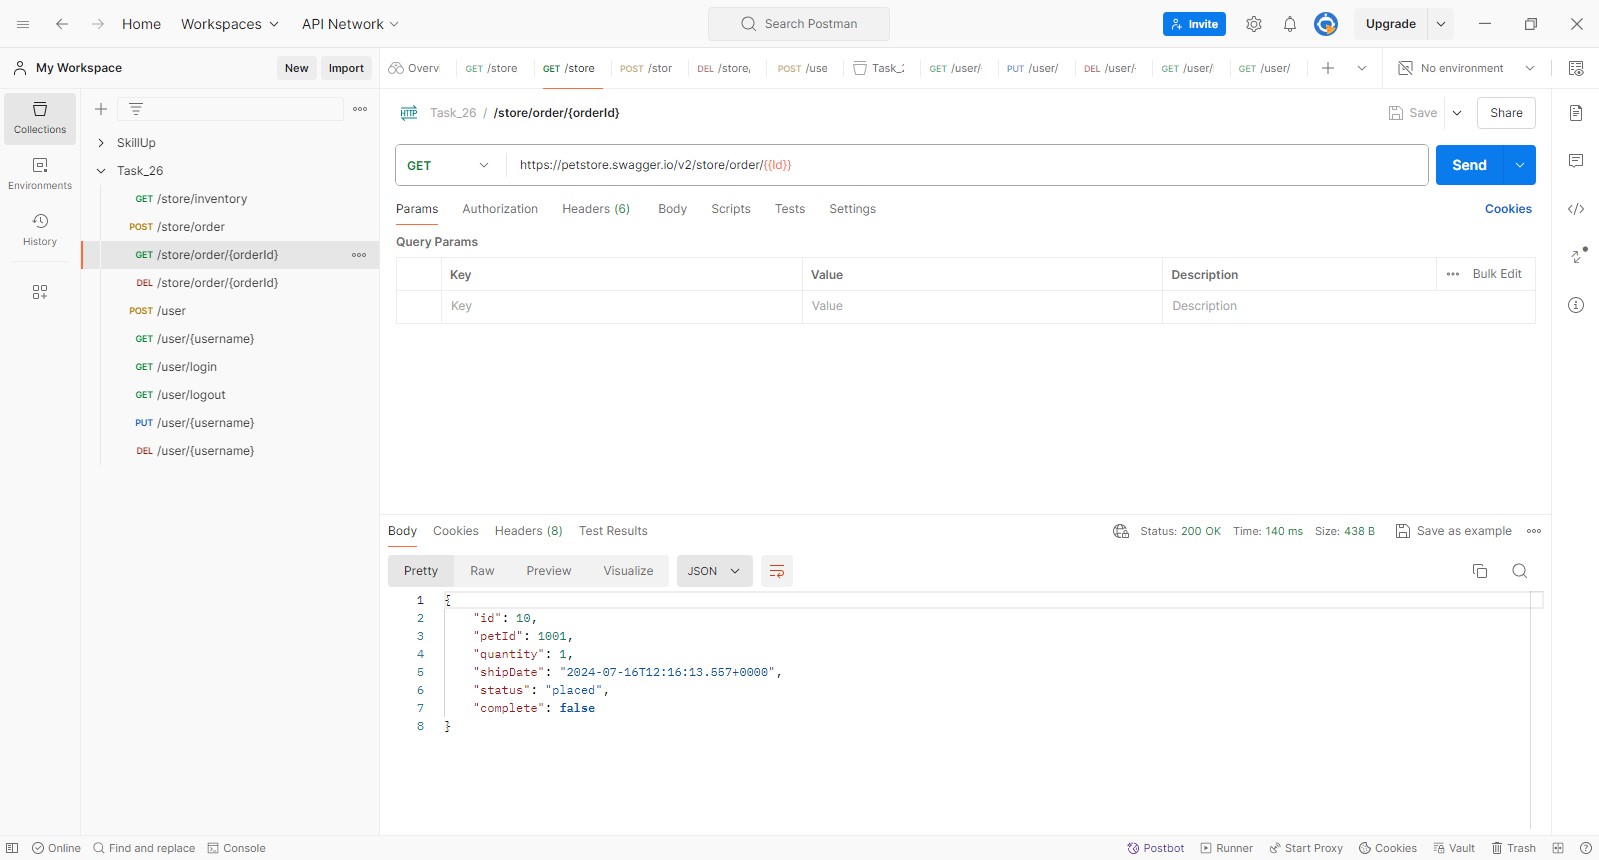 Home Workspaces API Network Search Postman Invite Upgrade
My Workspace New Import Overv GET /store GET /store POST /stor DEL /store, POST /use Task_2 GET /user/ PUT /user/ DEL /user/ GET /user/ GET /user/ No environment
Collections
Environments
History
SkillUp
Task_26
GET /store/inventory
POST /store/order
GET /store/order/{orderId}
DEL /store/order/{orderId}
POST /user
GET /user/{username}
GET /user/login
GET /user/logout
PUT /user/{username}
DEL /user/{username}
HTTP Task_26 / /store/order/{orderId} Save Share
GET https://petstore.swagger.io/v2/store/order/{{Id}} Send
Params Authorization Headers (6) Body Scripts Tests Settings Cookies
Query Params
Key Value Description Bulk Edit
Key Value Description
Body Cookies Headers (8) Test Results Status: 200 OK Time: 140 ms Size: 438 B Save as example
Pretty Raw Preview Visualize JSON
1 {
2 "id": 10,
3 "petId": 1001,
4 "quantity": 1,
5 "shipDate": "2024-07-16T12:16:13.557+0000",
6 "status": "placed",
7 "complete": false
8 }
Online Find and replace Console Postbot Runner Start Proxy Cookies Vault Trash